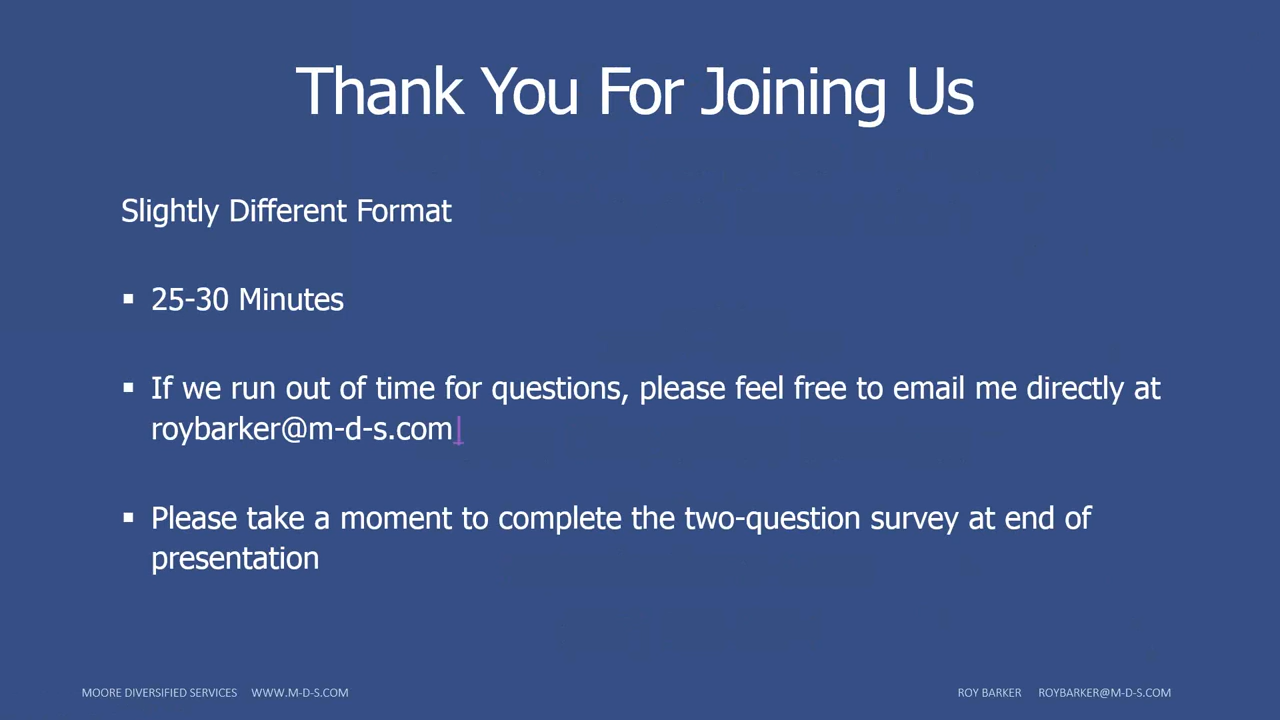 Thank You For Joining Us
Slightly Different Format
▪ 25-30 Minutes
▪ If we run out of time for questions, please feel free to email me directly at
roybarker@m-d-s.com
▪ Please take a moment to complete the two-question survey at end of
presentation
MOORE DIVERSIFIED SERVICES WWW.M-D-S.COM
ROY BARKER ROYBARKER@M-D-S.COM